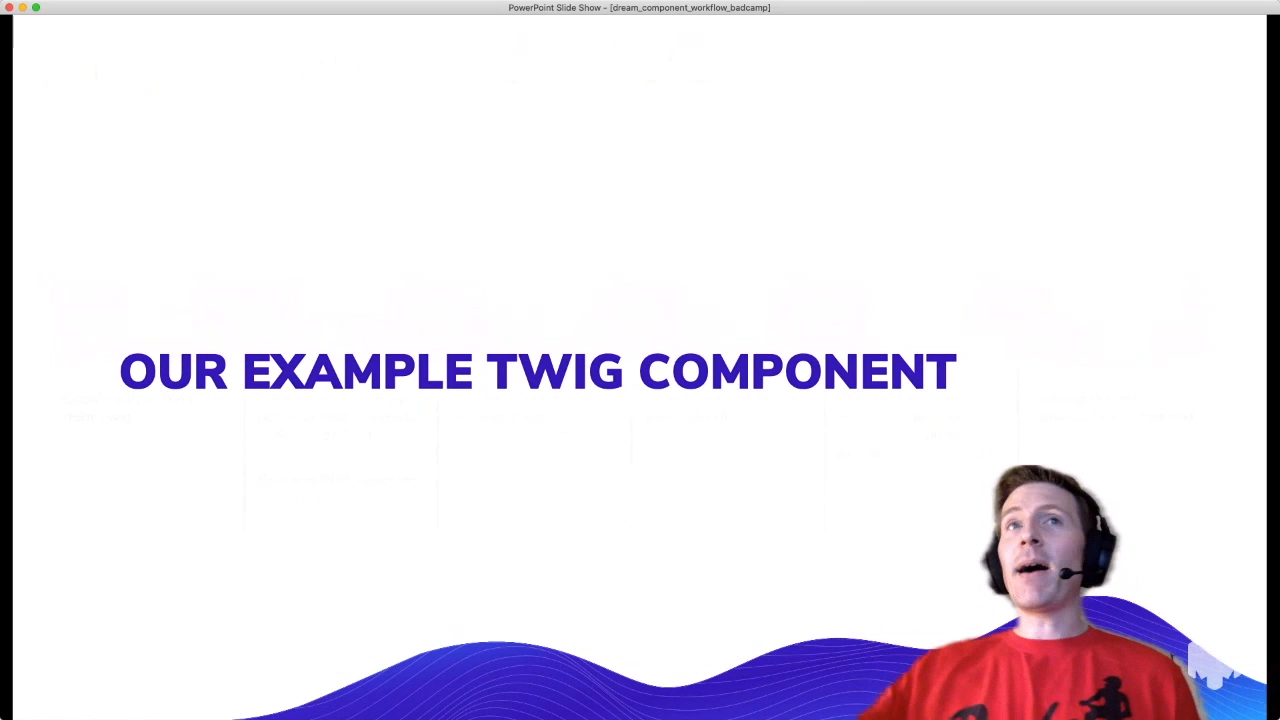 PowerPoint Slide Show - [dream_component_workflow_badcamp]
OUR EXAMPLE TWIG COMPONENT